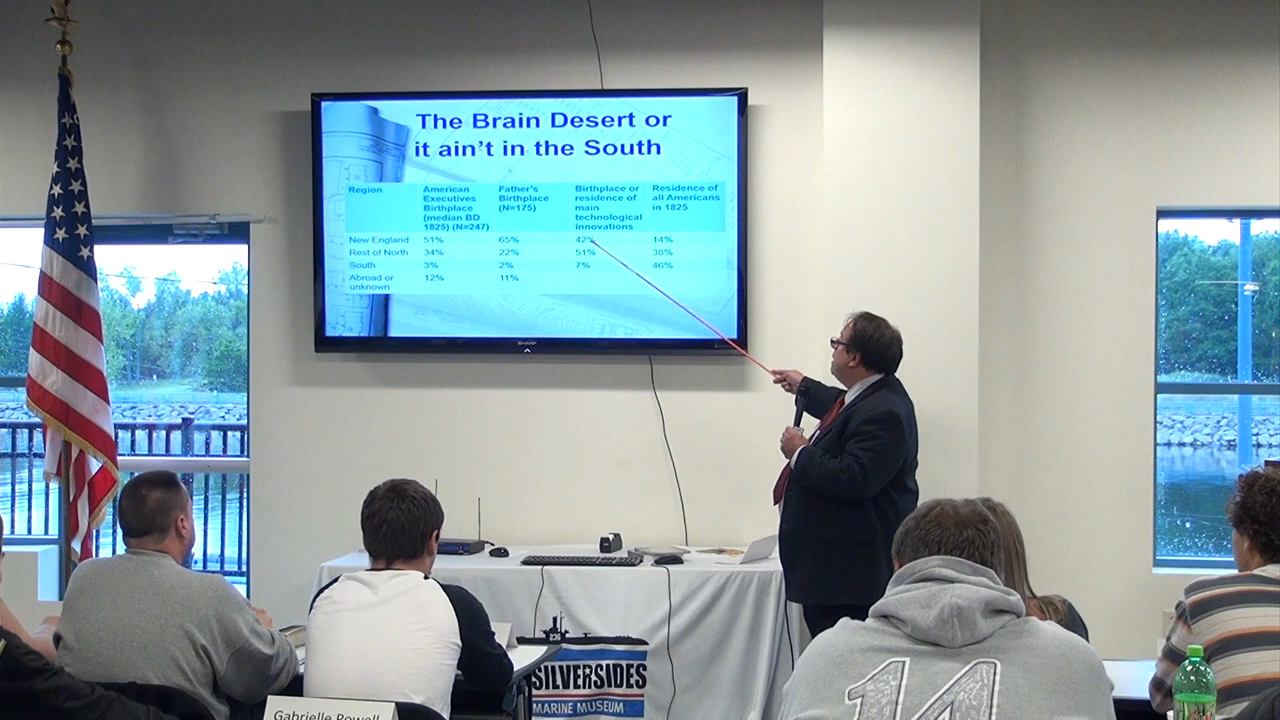 The Brain Desert or
it ain't in the South
Region
American
Executives
Birthplace
(median BD
1825) (N=247)
Father's
Birthplace
(N=175)
Birthplace or
residence of
main
technological
innovations
Residence of
all Americans
in 1825
New England 51% 65% 42% 14%
Rest of North 34% 22% 51% 38%
South 3% 2% 7% 46%
Abroad or
unknown 12% 11%
SHARP
236
SILVERSIDES
MARINE MUSEUM
Gabrielle Powell
14